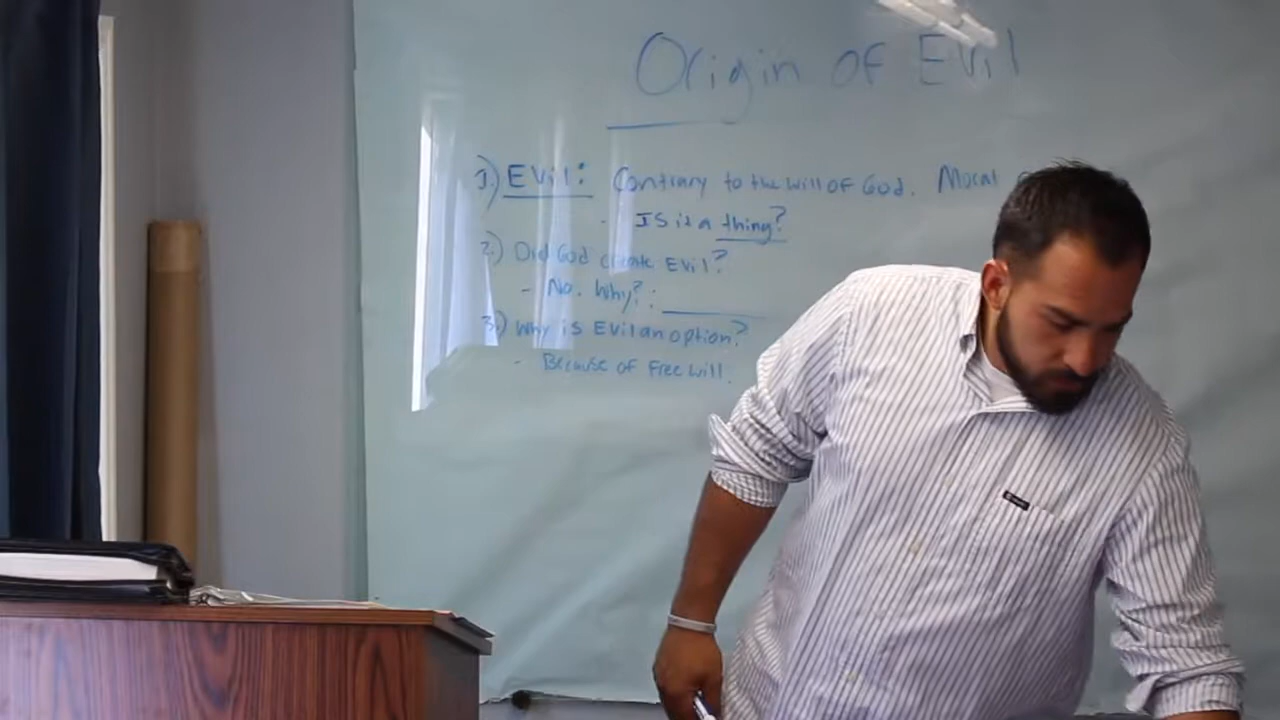 Origin of Evil
1.) Evil: Contrary to the will of God. Moral
- Is it a thing?
2.) Did God create Evil?
- No. Why?: ______
3.) Why is Evil an option?
- Because of Free will.